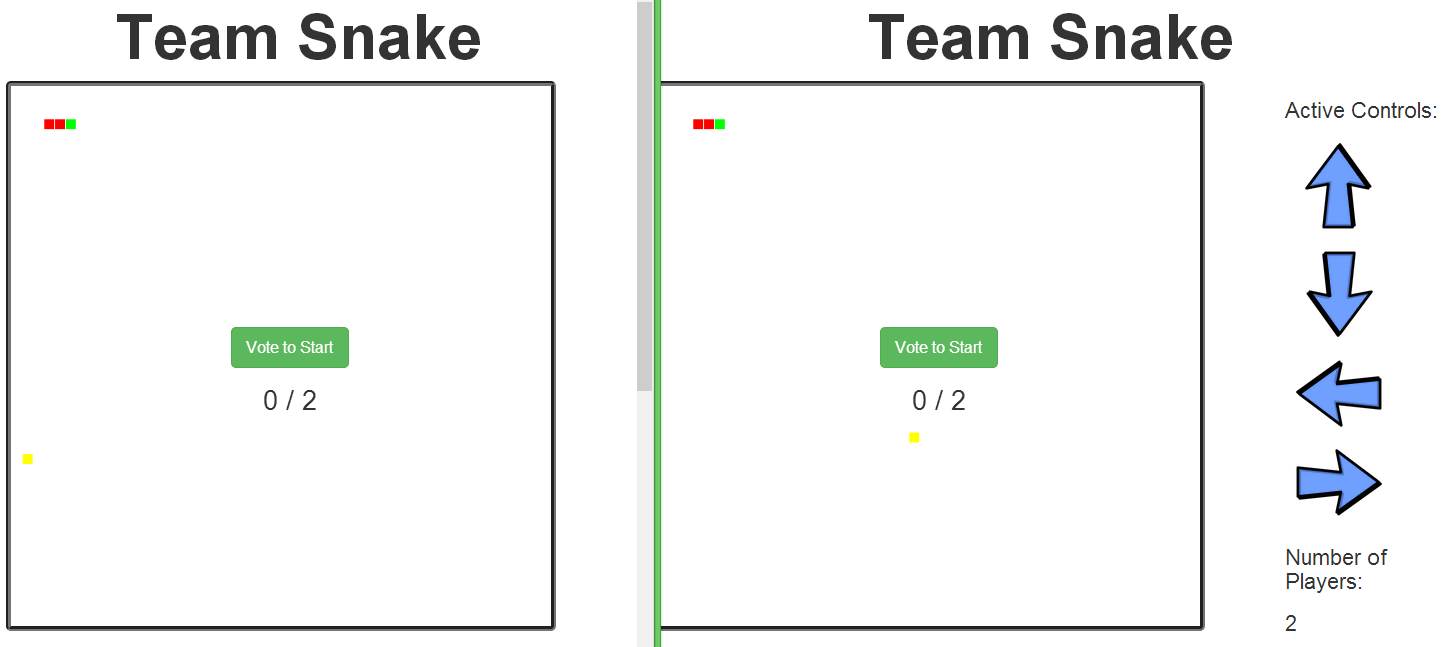 Team Snake
Vote to Start
0 / 2
Team Snake
Vote to Start
0 / 2
Active Controls:
Number of
Players:
2